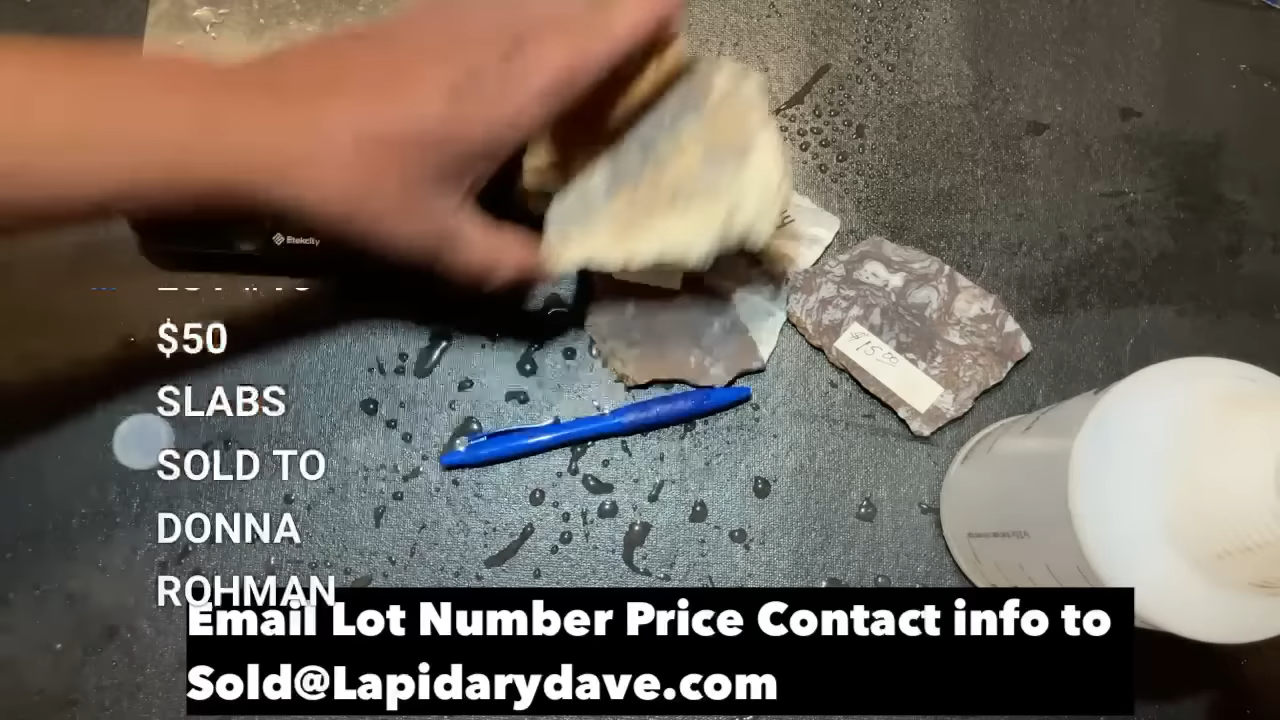 Etekcity
$50
SLABS
SOLD TO
DONNA
ROHMAN
$15.00
Email Lot Number Price Contact info to
Sold@Lapidarydave.com